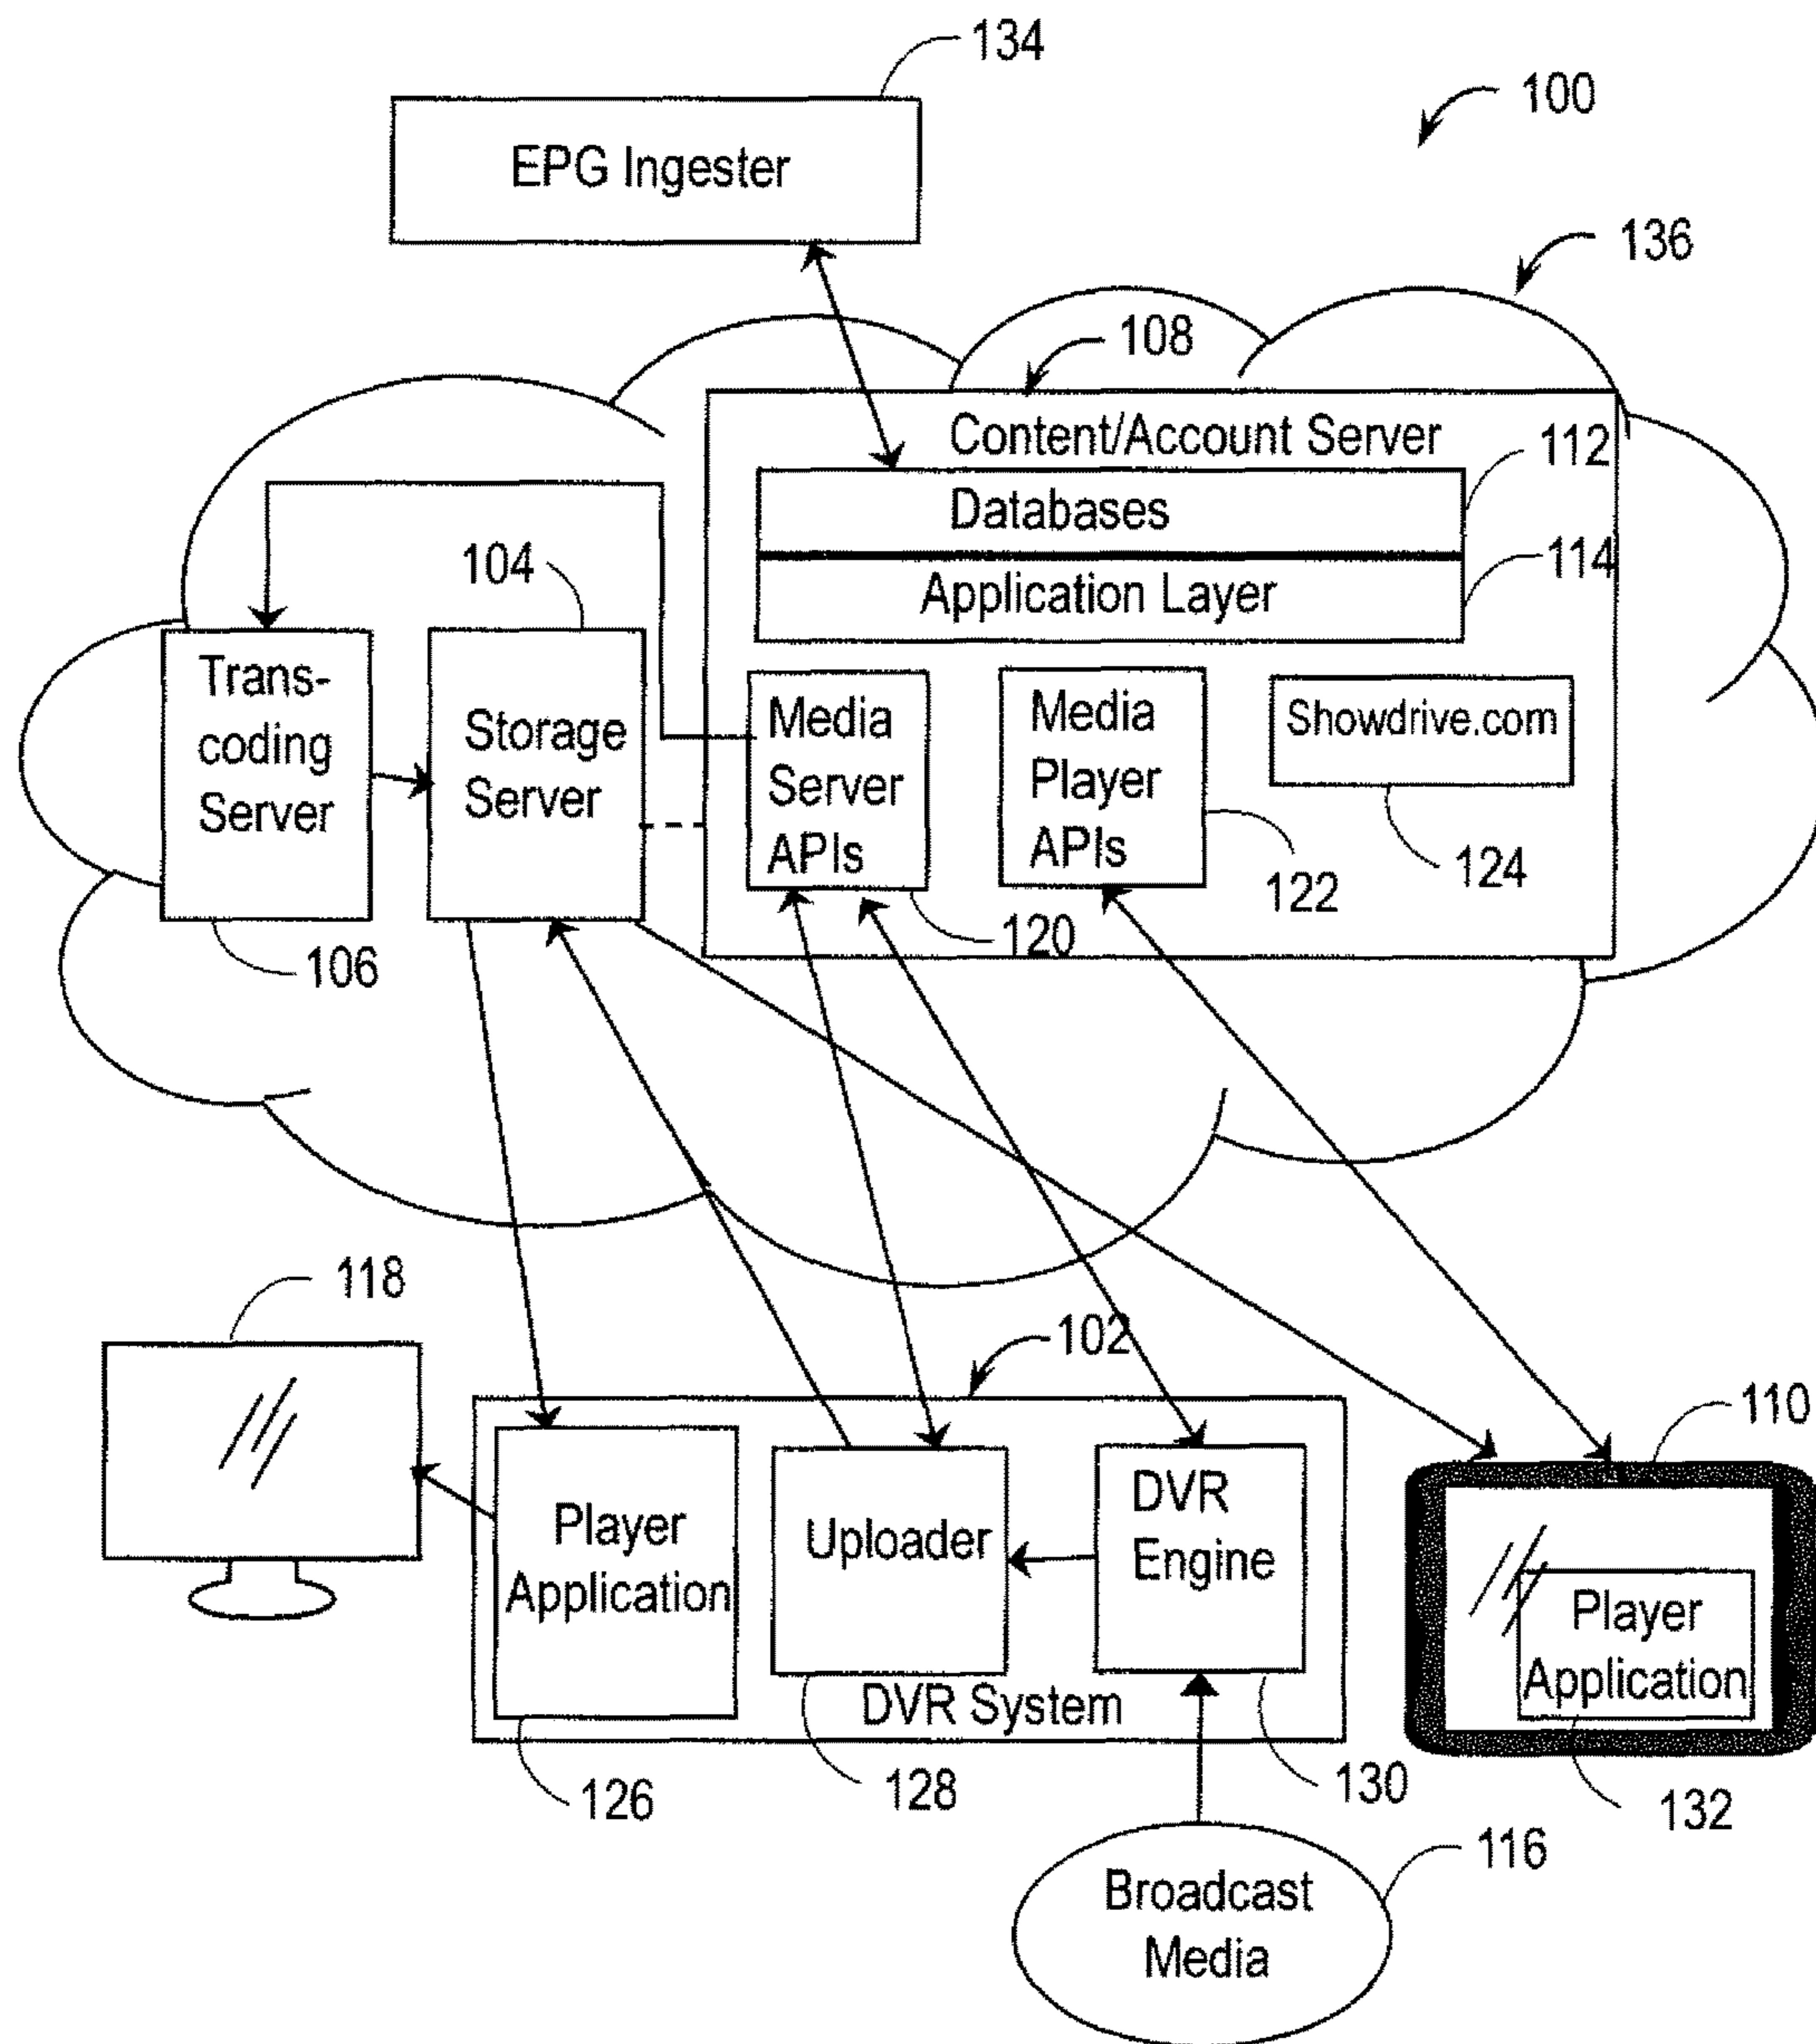 134
100
EPG Ingester
136
108
Content/Account Server
112
Databases
104
114
Application Layer
Trans-
coding
Server
Storage
Server
Media
Server
APIs
Media
Player
APIs
Showdrive.com
106
120
122
124
118
102
110
Player
Application
Uploader
DVR
Engine
Player
Application
DVR System
126
128
130
132
116
Broadcast
Media